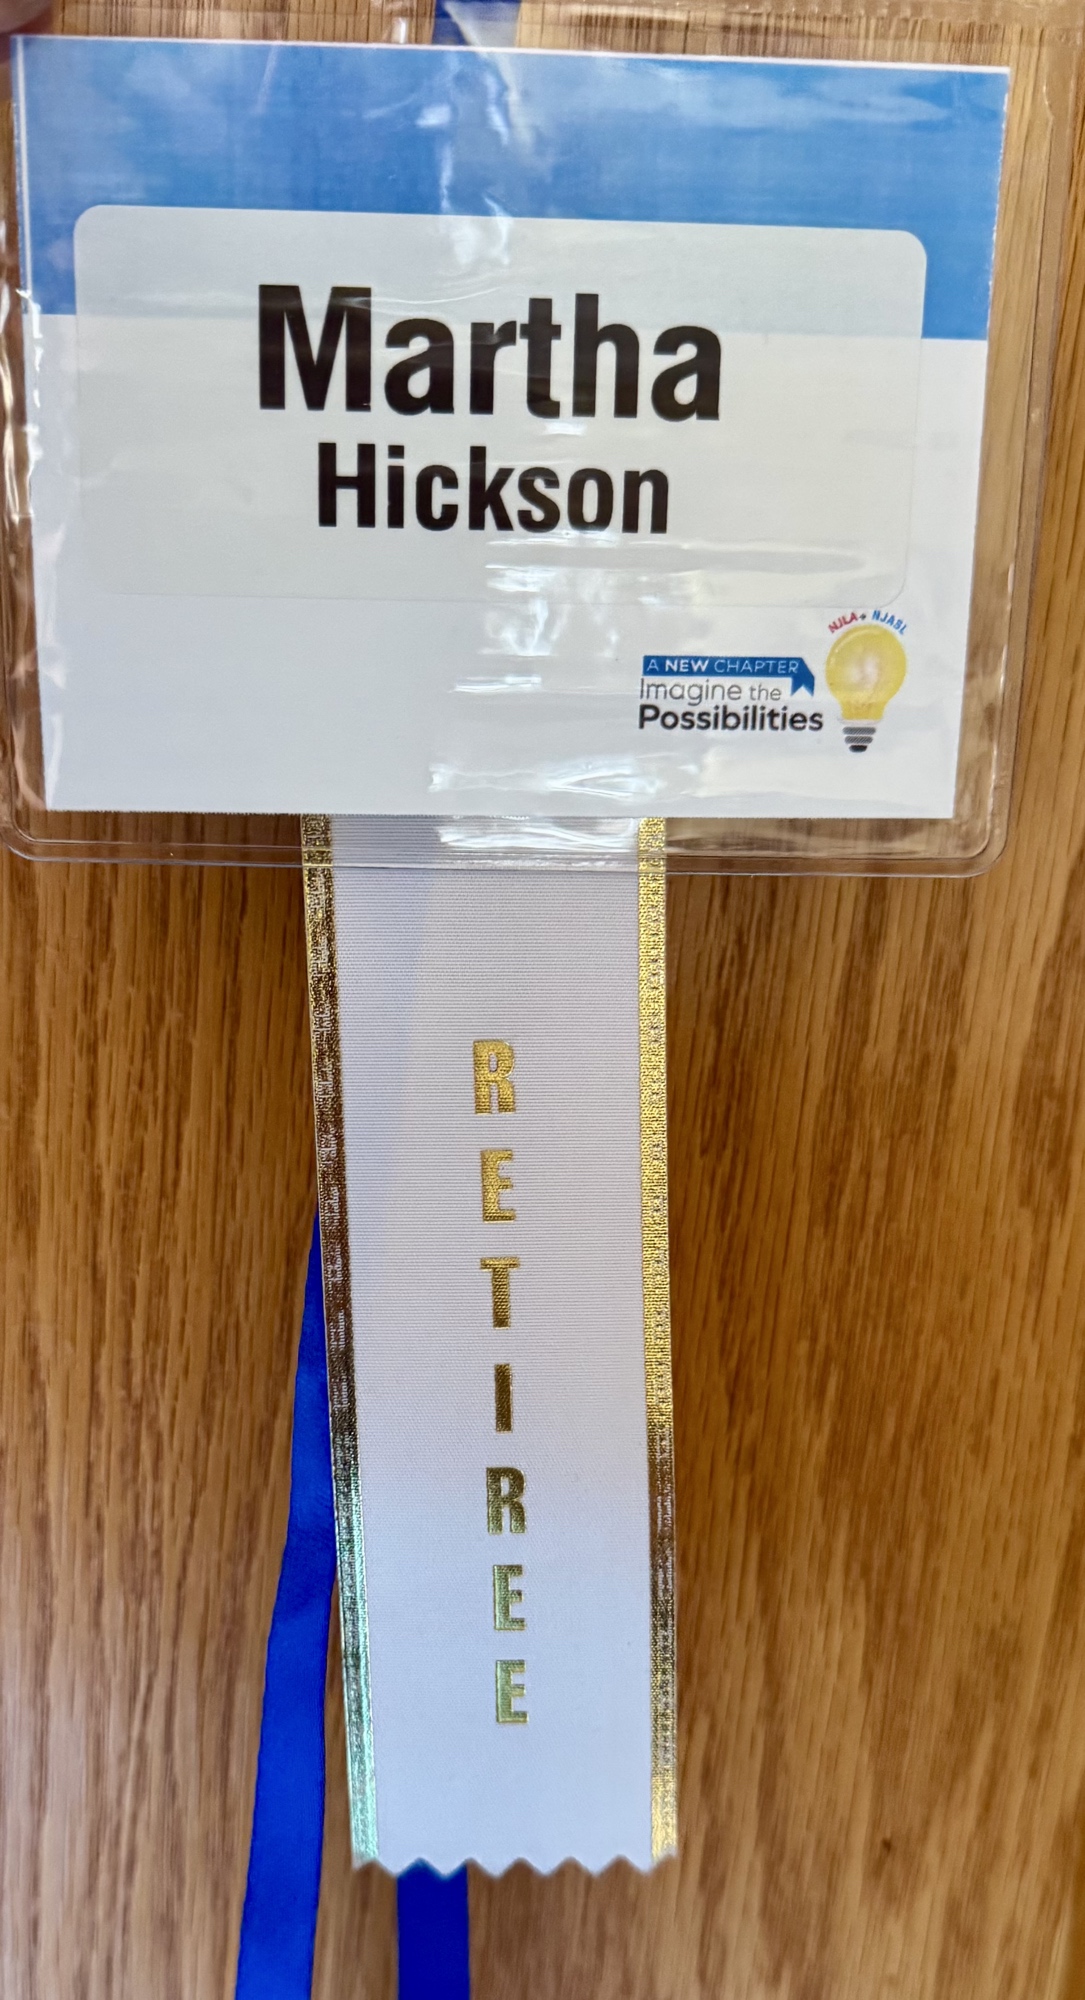 Martha
Hickson
NJLA + NJASL
A NEW CHAPTER
Imagine the
Possibilities
RETIREE